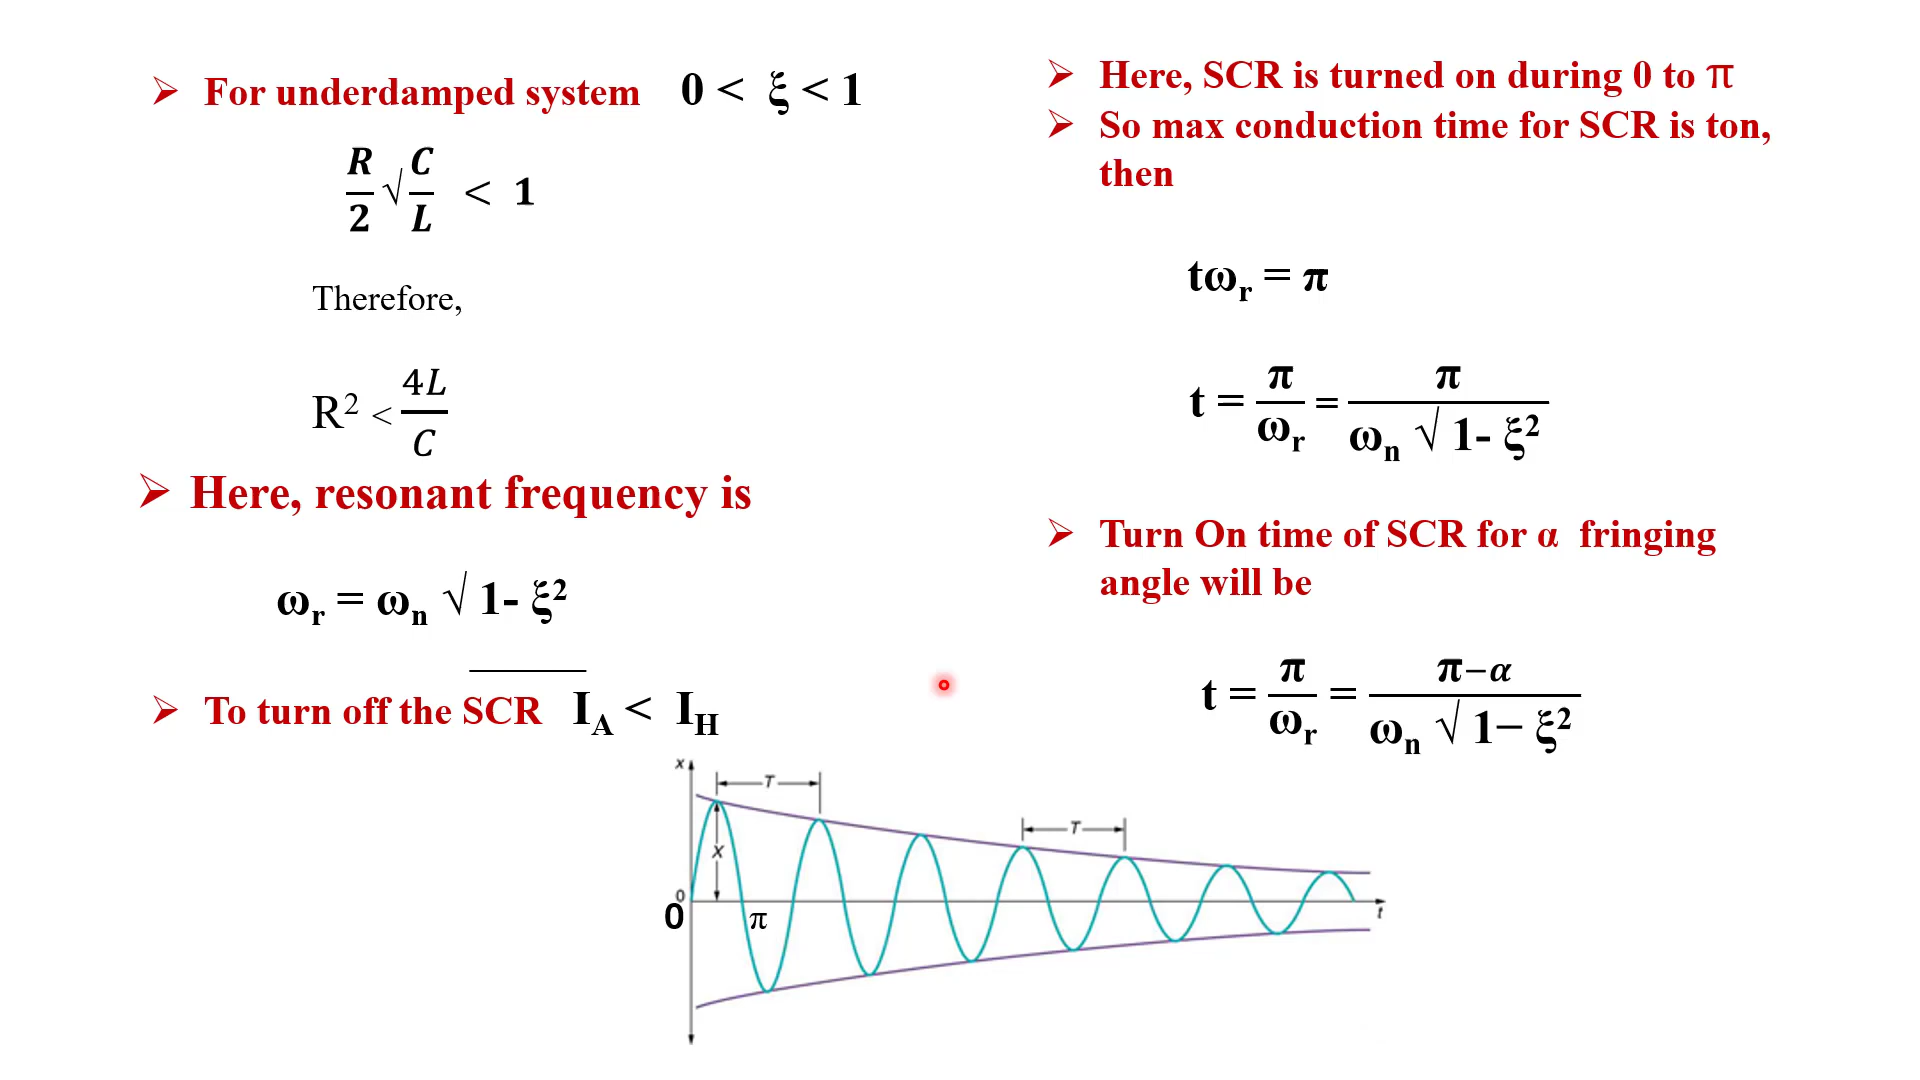 ➢ For underdamped system 0 < ξ < 1
R/2 √ C/L < 1
Therefore,
R² < 4L/C
➢ Here, resonant frequency is
ωr = ωn √ 1- ξ²
➢ To turn off the SCR IA < IH
➢ Here, SCR is turned on during 0 to π
➢ So max conduction time for SCR is ton,
then
tωr = π
t = π/ωr = π/ωn √ 1- ξ²
➢ Turn On time of SCR for α fringing
angle will be
t = π/ωr = π−α/ωn √ 1− ξ²
x
T
T
X
0
0 π
t